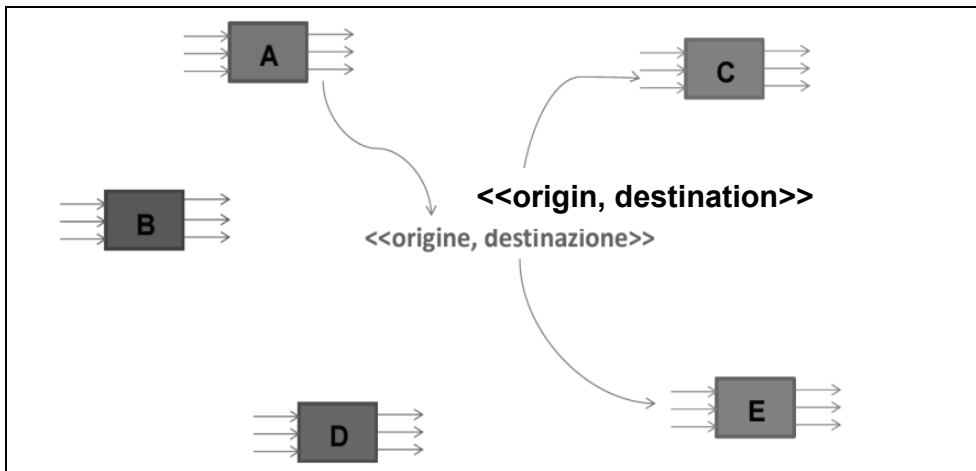 A
C
<<origin, destination>>
B
<<origine, destinazione>>
E
D